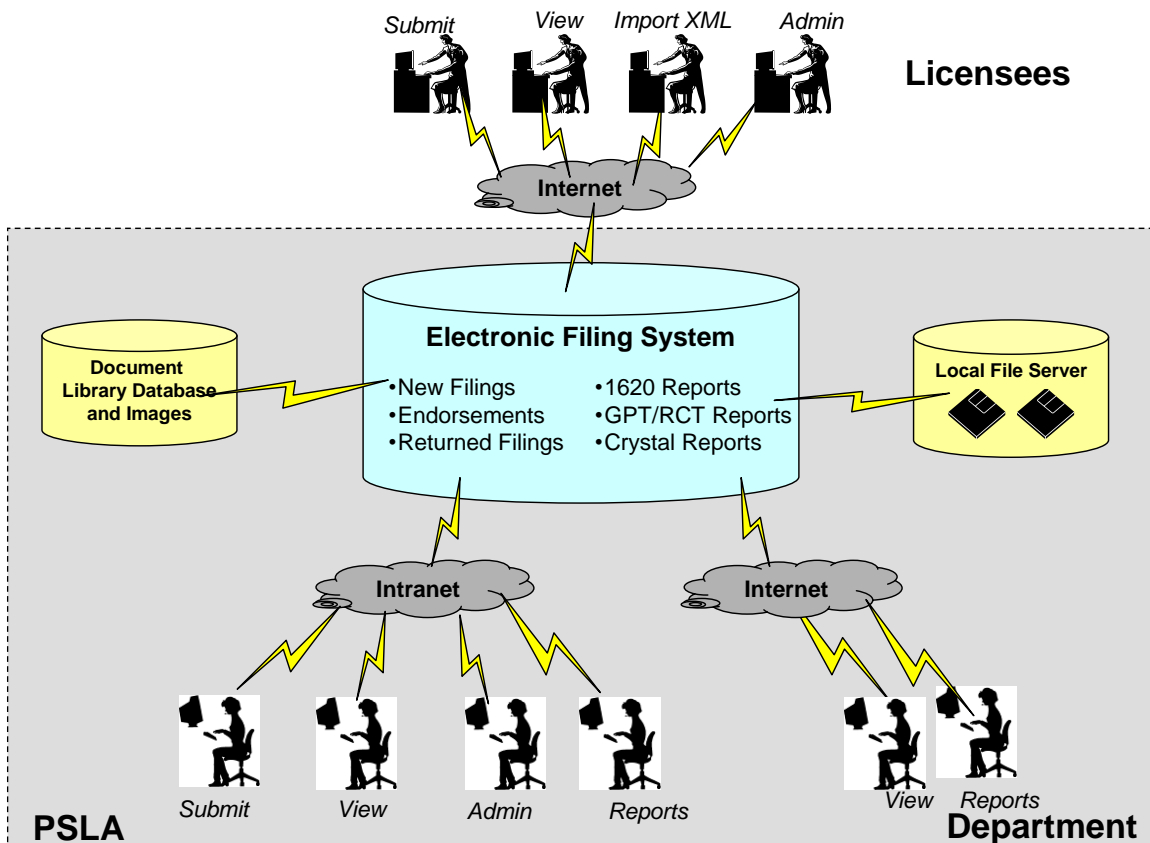 Submit
View
Import XML
Admin
Licensees
Internet
Electronic Filing System
•New Filings
•Endorsements
•Returned Filings
•1620 Reports
•GPT/RCT Reports
•Crystal Reports
Document
Library Database
and Images
Local File Server
Intranet
Internet
Submit
View
Admin
Reports
View
Reports
PSLA
Department